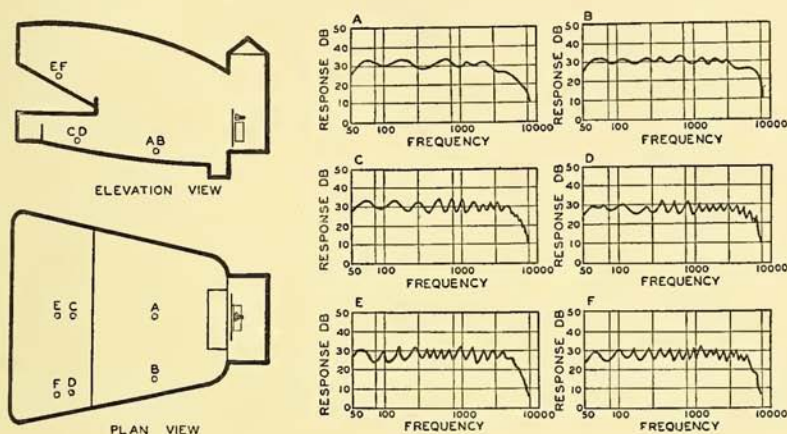 EF
CD
AB
ELEVATION VIEW
E C A
F D B
PLAN VIEW
A
RESPONSE DB
50
40
30
20
10
0
50 100 1000 10000
FREQUENCY
B
RESPONSE DB
50
40
30
20
10
0
50 100 1000 10000
FREQUENCY
C
RESPONSE DB
50
40
30
20
10
0
50 100 1000 10000
FREQUENCY
D
RESPONSE DB
50
40
30
20
10
0
50 100 1000 10000
FREQUENCY
E
RESPONSE DB
50
40
30
20
10
0
50 100 1000 10000
FREQUENCY
F
RESPONSE DB
50
40
30
20
10
0
50 100 1000 10000
FREQUENCY